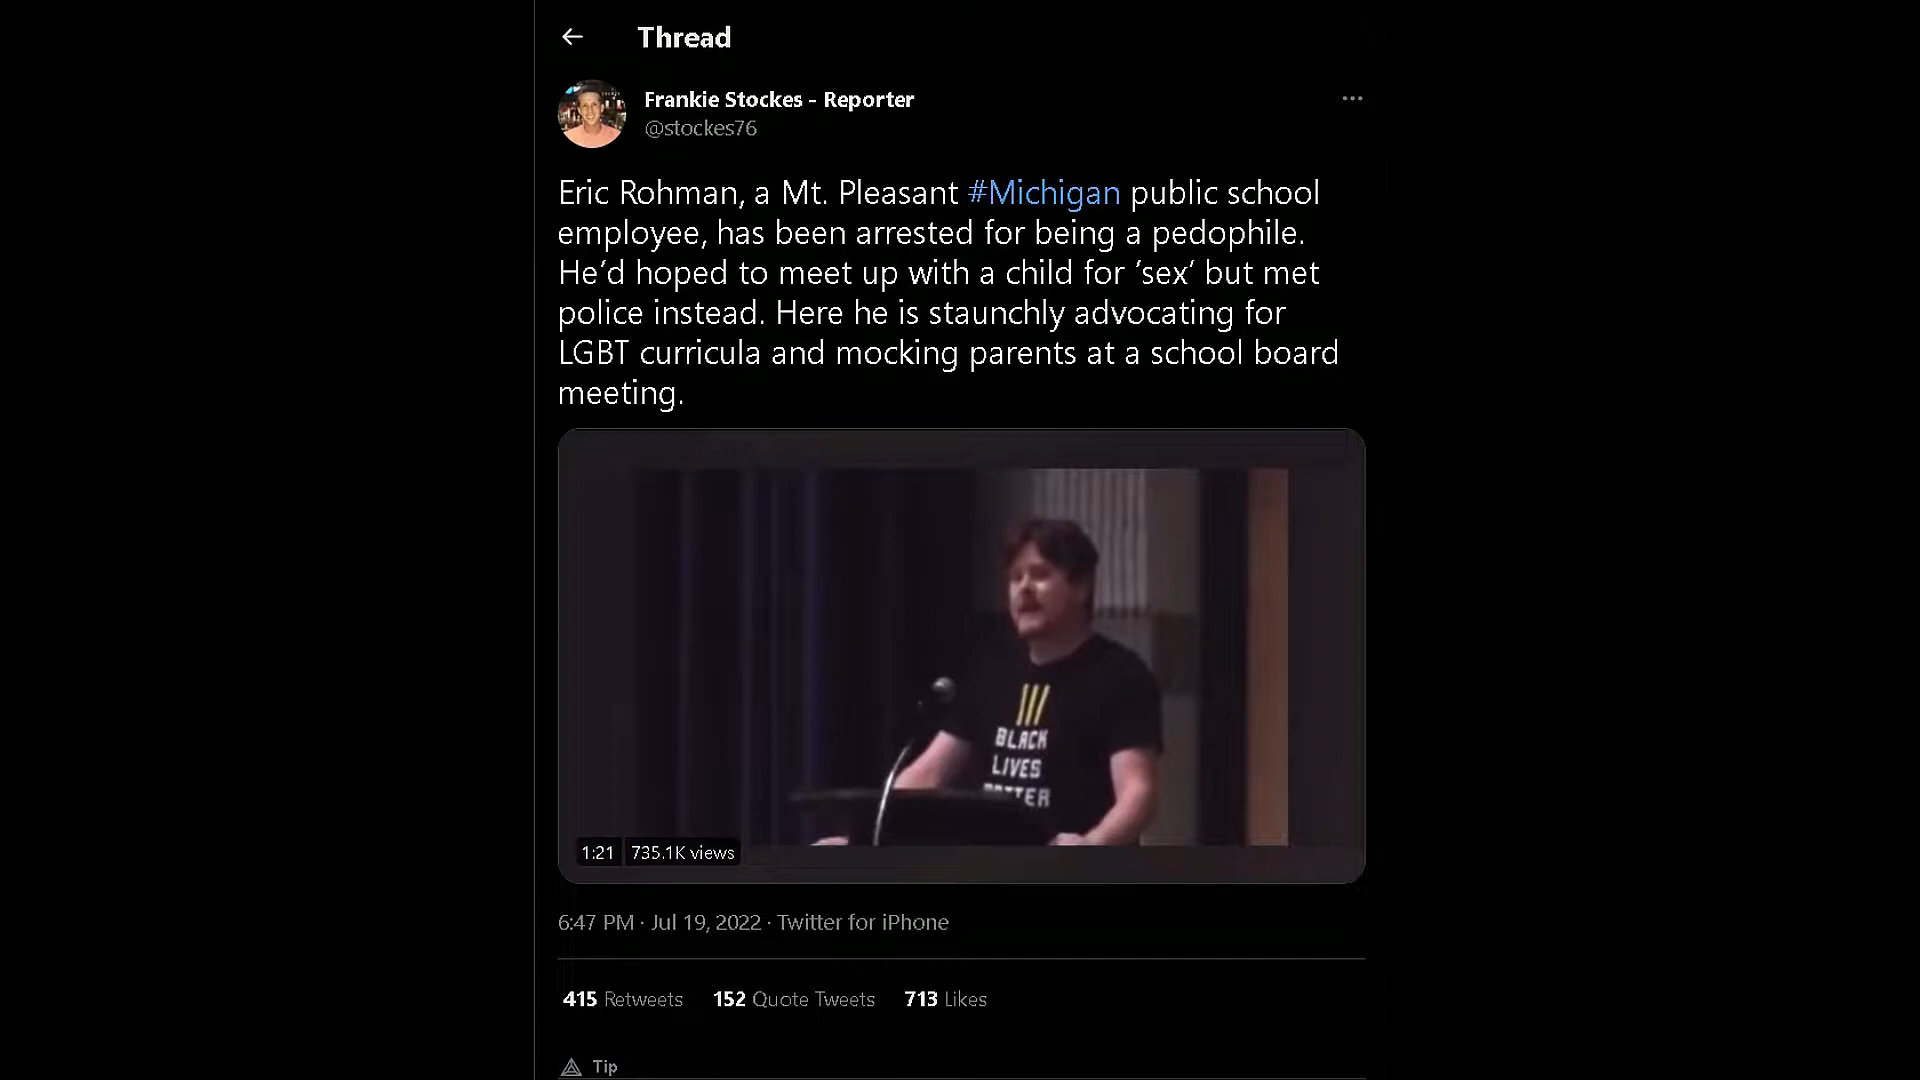 Thread
Frankie Stockes - Reporter
@stockes76
Eric Rohman, a Mt. Pleasant #Michigan public school
employee, has been arrested for being a pedophile.
He’d hoped to meet up with a child for ‘sex’ but met
police instead. Here he is staunchly advocating for
LGBT curricula and mocking parents at a school board
meeting.
BLACK
LIVES
MATTER
1:21 735.1K views
6:47 PM · Jul 19, 2022 · Twitter for iPhone
415 Retweets 152 Quote Tweets 713 Likes
Tip